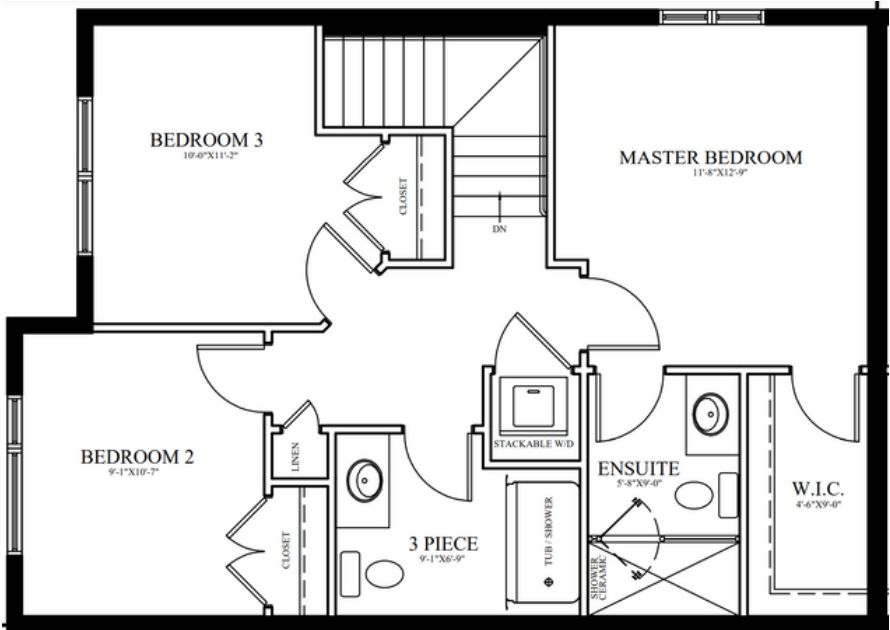 BEDROOM 3
10'-0"X11'-2"
CLOSET
DN
MASTER BEDROOM
11'-8"X12'-9"
BEDROOM 2
9'-1"X10'-7"
LINEN
CLOSET
3 PIECE
9'-1"X6'-9"
STACKABLE W/D
TUB / SHOWER
ENSUITE
5'-8"X9'-0"
SHOWER
CERAMIC
W.I.C.
4'-6"X9'-0"